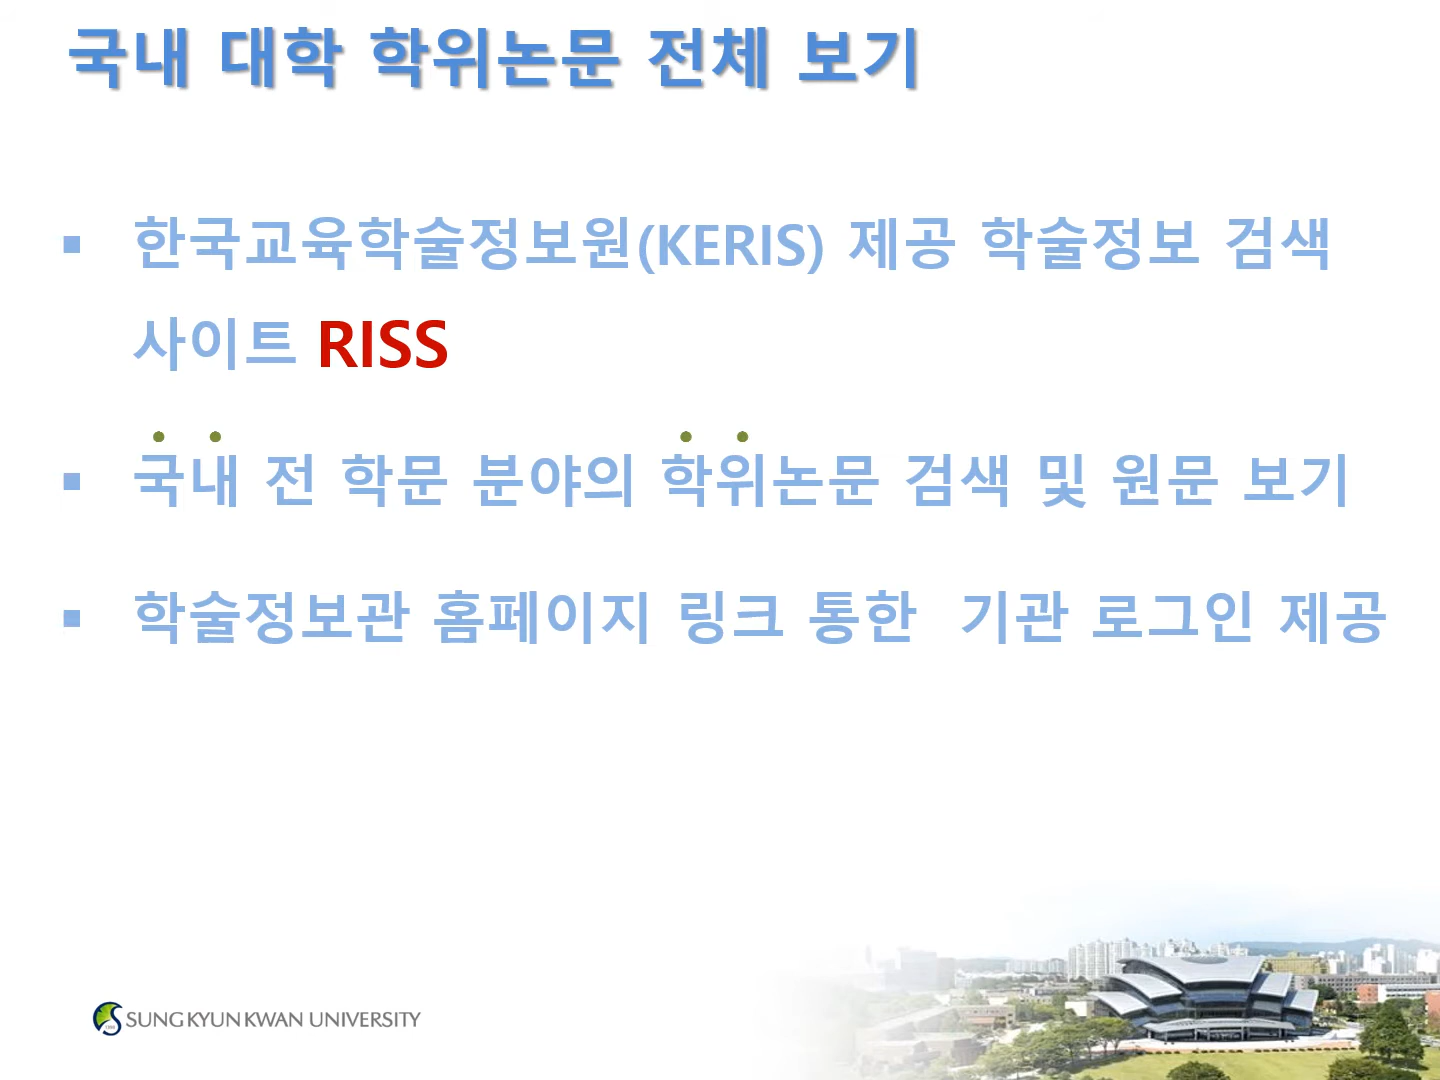 국내 대학 학위논문 전체 보기
▪ 한국교육학술정보원(KERIS) 제공 학술정보 검색
사이트 RISS
▪ 국내 전 학문 분야의 학위논문 검색 및 원문 보기
▪ 학술정보관 홈페이지 링크 통한 기관 로그인 제공
SUNG KYUN KWAN UNIVERSITY